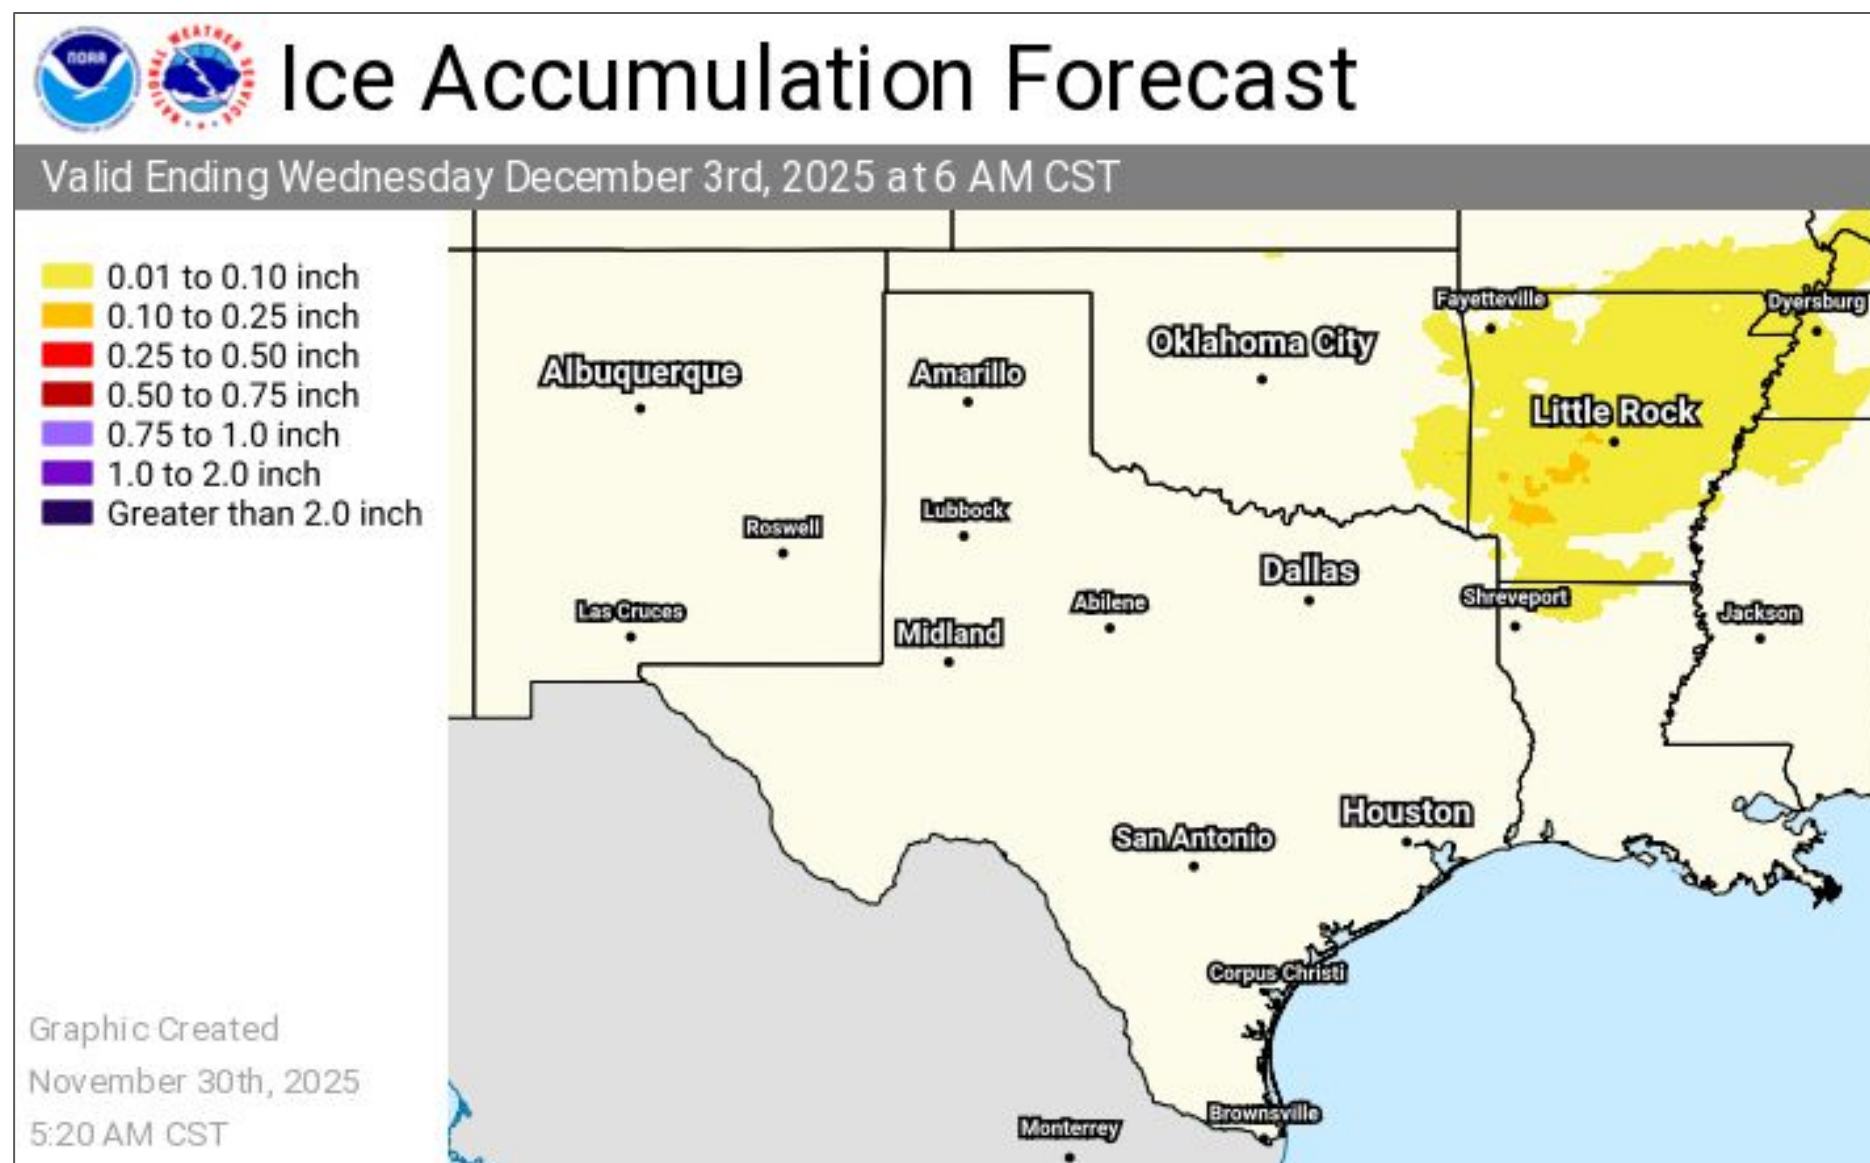 NOAA
NATIONAL WEATHER SERVICE
Ice Accumulation Forecast
Valid Ending Wednesday December 3rd, 2025 at 6 AM CST
0.01 to 0.10 inch
0.10 to 0.25 inch
0.25 to 0.50 inch
0.50 to 0.75 inch
0.75 to 1.0 inch
1.0 to 2.0 inch
Greater than 2.0 inch
Fayetteville
Dyersburg
Oklahoma City
Albuquerque
Amarillo
Little Rock
Lubbock
Roswell
Dallas
Shreveport
Abilene
Las Cruces
Jackson
Midland
Houston
San Antonio
Corpus Christi
Brownsville
Monterrey
Graphic Created
November 30th, 2025
5:20 AM CST